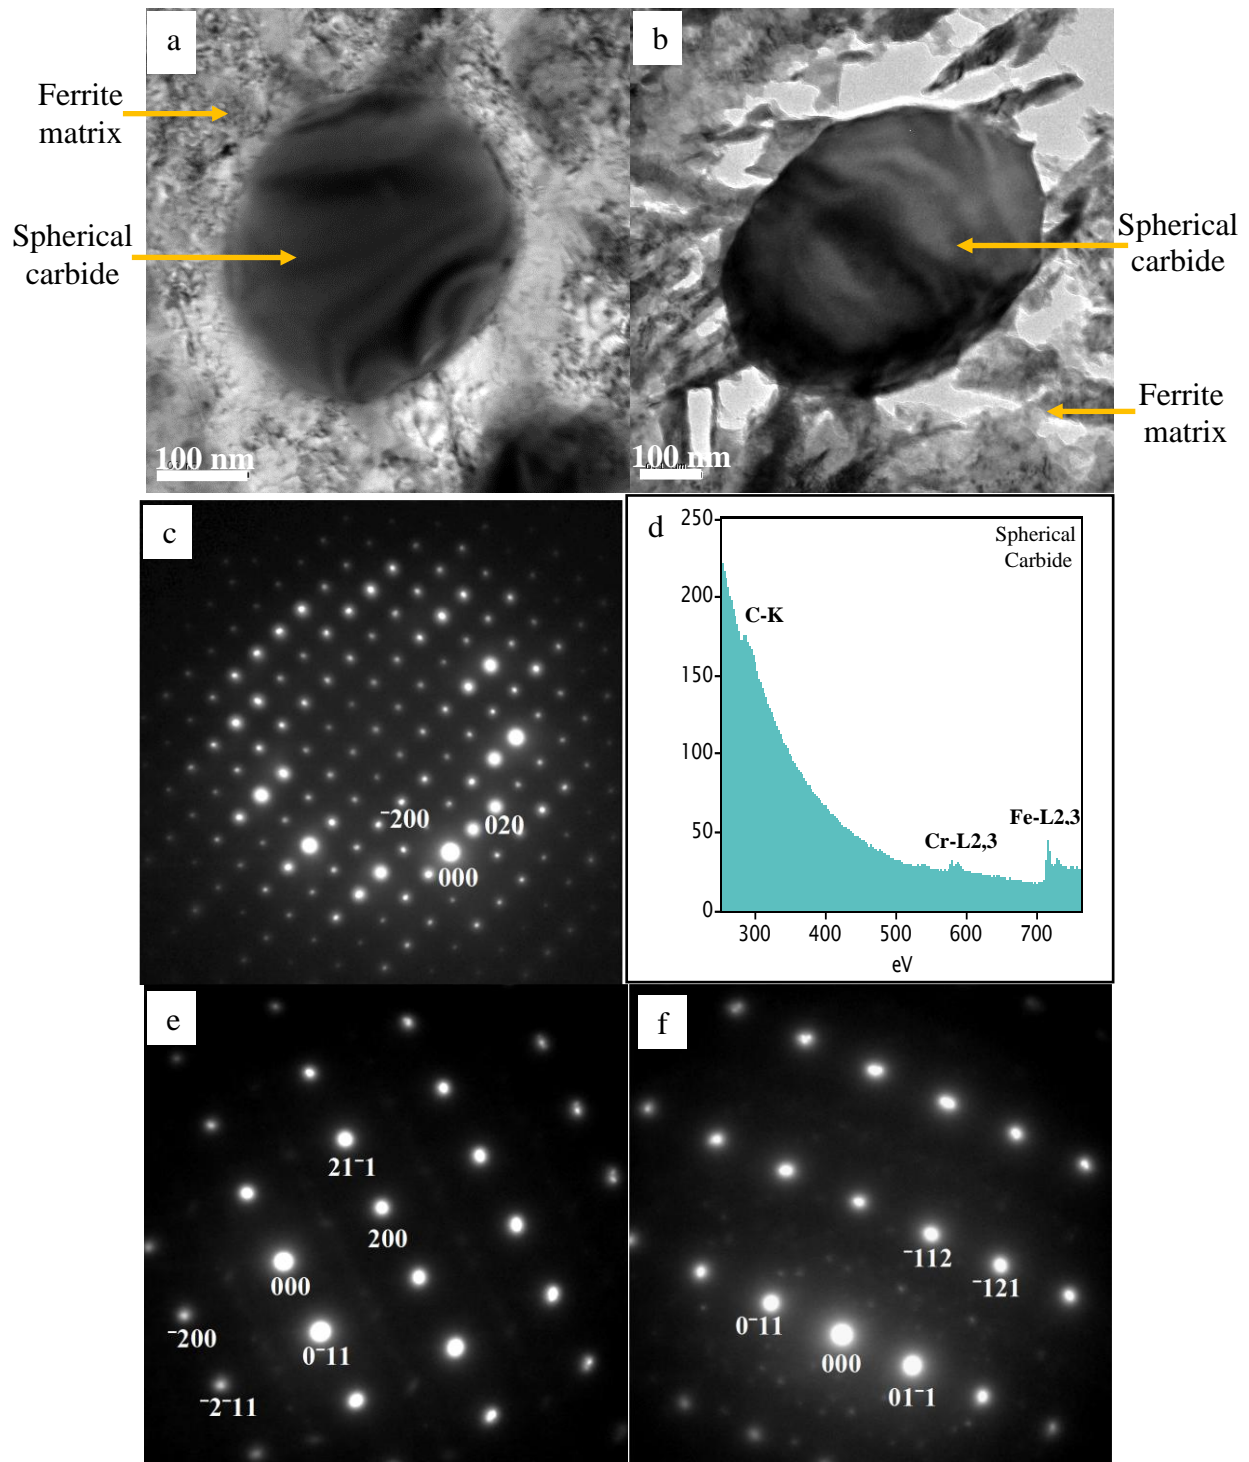 a
b
Ferrite
matrix
Spherical
carbide
Spherical
carbide
Ferrite
matrix
100 nm
100 nm
c
⁻200
020
000
d
Spherical
Carbide
250
200
150
100
50
0
C-K
Cr-L2,3
Fe-L2,3
300
400
500
600
700
eV
e
21⁻1
200
000
⁻200
0⁻11
⁻2⁻11
f
⁻112
⁻121
0⁻11
000
01⁻1